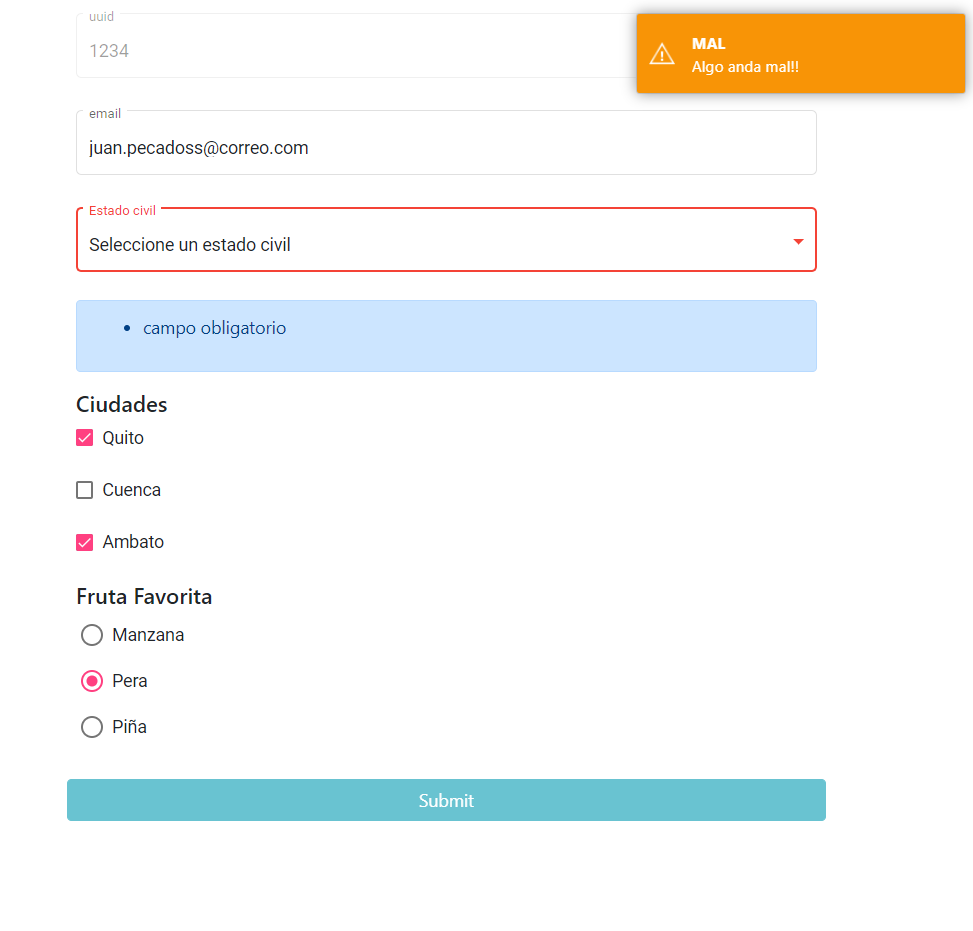 uuid
1234
MAL
Algo anda mal!!
email
juan.pecadoss@correo.com
Estado civil
Seleccione un estado civil
campo obligatorio
Ciudades
Quito
Cuenca
Ambato
Fruta Favorita
Manzana
Pera
Piña
Submit